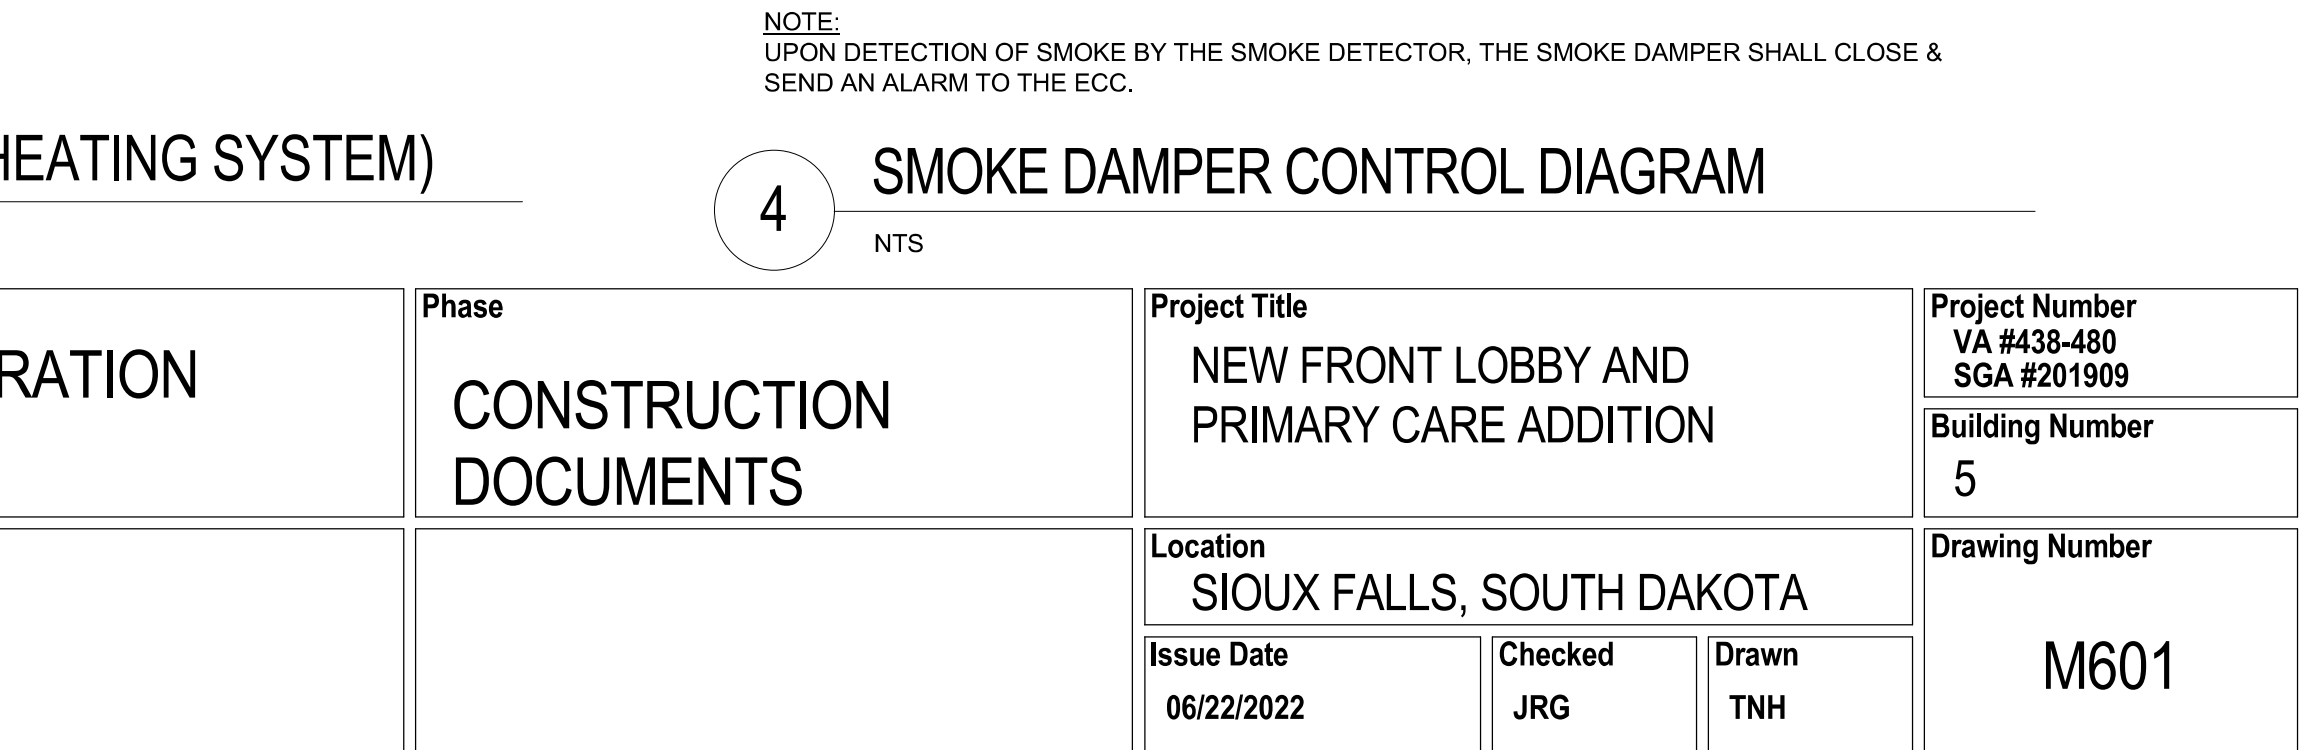 NOTE:
UPON DETECTION OF SMOKE BY THE SMOKE DETECTOR, THE SMOKE DAMPER SHALL CLOSE &
SEND AN ALARM TO THE ECC.
HEATING SYSTEM)
4
SMOKE DAMPER CONTROL DIAGRAM
NTS
RATION
Phase
CONSTRUCTION
DOCUMENTS
Project Title
NEW FRONT LOBBY AND
PRIMARY CARE ADDITION
Project Number
VA #438-480
SGA #201909
Building Number
5
Location
SIOUX FALLS, SOUTH DAKOTA
Issue Date
06/22/2022
Checked
JRG
Drawn
TNH
Drawing Number
M601